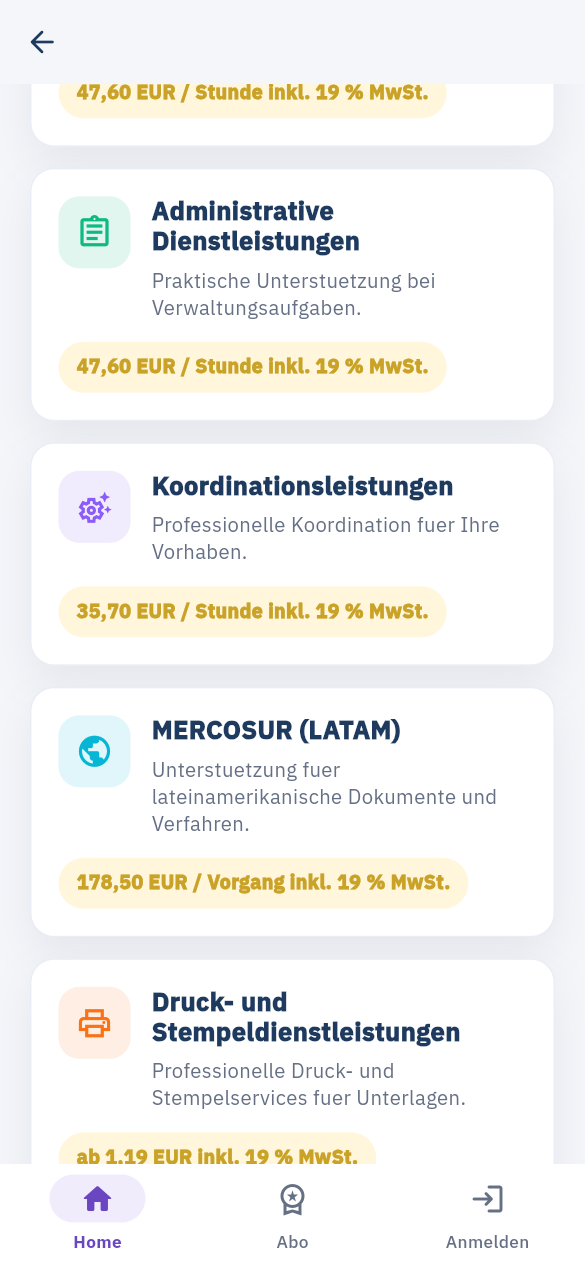 47,60 EUR / Stunde inkl. 19 % MwSt.
Administrative
Dienstleistungen
Praktische Unterstuetzung bei
Verwaltungsaufgaben.
47,60 EUR / Stunde inkl. 19 % MwSt.
Koordinationsleistungen
Professionelle Koordination fuer Ihre
Vorhaben.
35,70 EUR / Stunde inkl. 19 % MwSt.
MERCOSUR (LATAM)
Unterstuetzung fuer
lateinamerikanische Dokumente und
Verfahren.
178,50 EUR / Vorgang inkl. 19 % MwSt.
Druck- und
Stempeldienstleistungen
Professionelle Druck- und
Stempelservices fuer Unterlagen.
ab 1,19 EUR inkl. 19 % MwSt.
Home
Abo
Anmelden